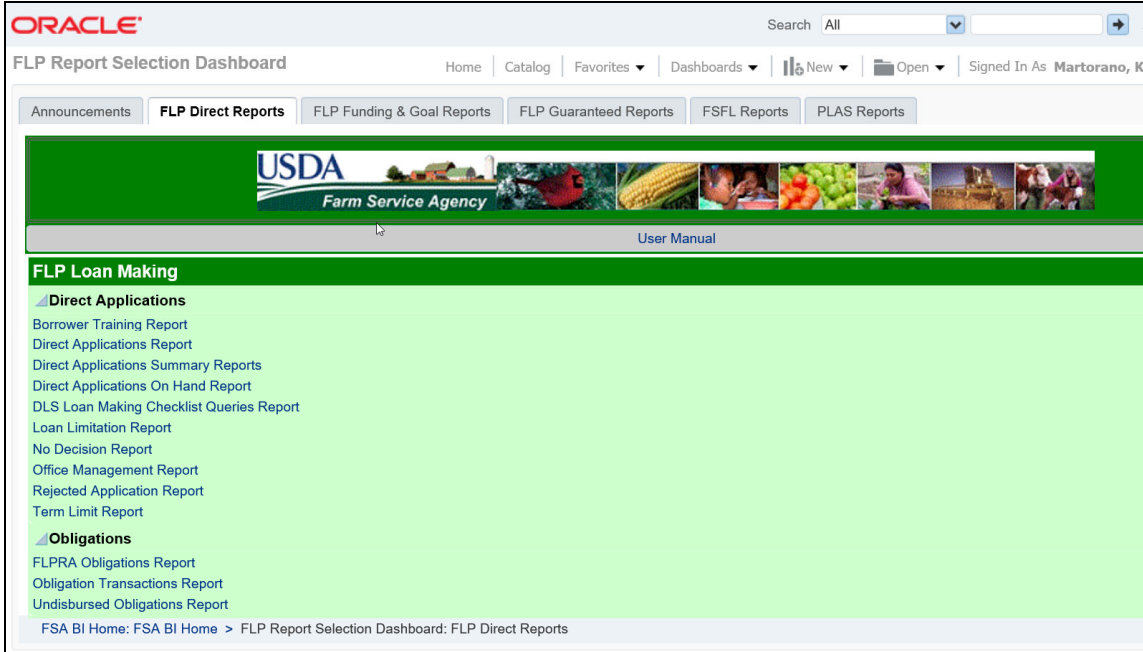 ORACLE
Search All
FLP Report Selection Dashboard
Home Catalog Favorites Dashboards New Open Signed In As Martorano, K
Announcements FLP Direct Reports FLP Funding & Goal Reports FLP Guaranteed Reports FSFL Reports PLAS Reports
USDA
Farm Service Agency
User Manual
FLP Loan Making
Direct Applications
Borrower Training Report
Direct Applications Report
Direct Applications Summary Reports
Direct Applications On Hand Report
DLS Loan Making Checklist Queries Report
Loan Limitation Report
No Decision Report
Office Management Report
Rejected Application Report
Term Limit Report
Obligations
FLPRA Obligations Report
Obligation Transactions Report
Undisbursed Obligations Report
FSA BI Home: FSA BI Home > FLP Report Selection Dashboard: FLP Direct Reports